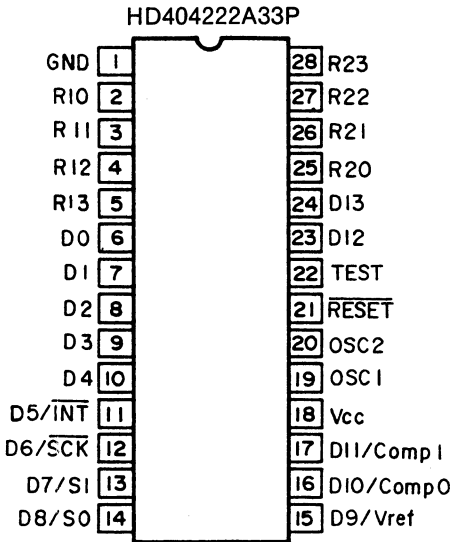 HD404222A33P
GND 1 28 R23
R10 2 27 R22
R11 3 26 R21
R12 4 25 R20
R13 5 24 D13
D0 6 23 D12
D1 7 22 TEST
D2 8 21 RESET
D3 9 20 OSC2
D4 10 19 OSC1
D5/INT 11 18 Vcc
D6/SCK 12 17 D11/Comp1
D7/S1 13 16 D10/Comp0
D8/S0 14 15 D9/Vref